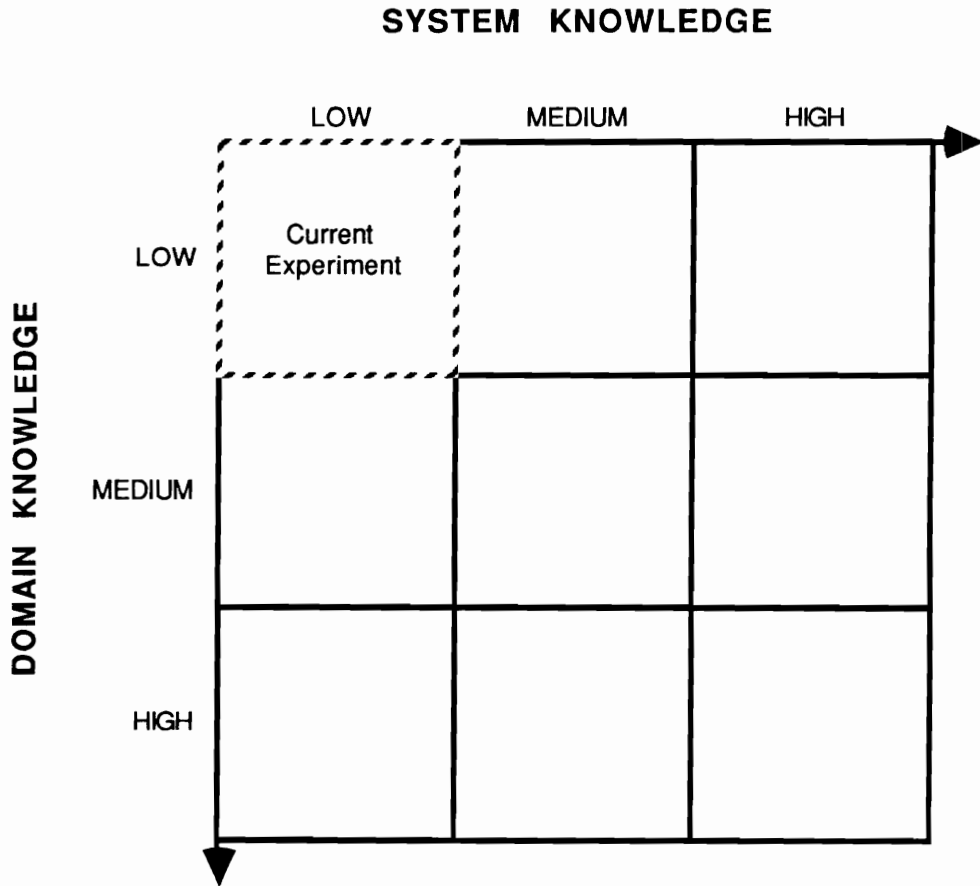 SYSTEM KNOWLEDGE
LOW MEDIUM HIGH
Current
Experiment
LOW
DOMAIN KNOWLEDGE
MEDIUM
HIGH